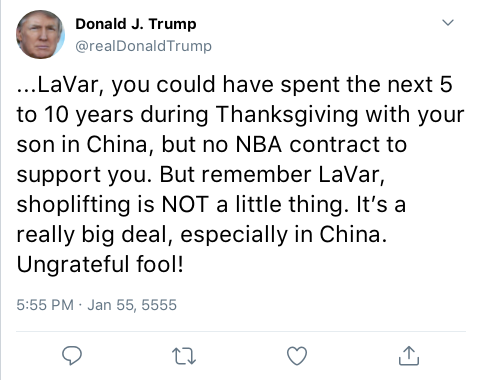 Donald J. Trump
@realDonaldTrump
...LaVar, you could have spent the next 5
to 10 years during Thanksgiving with your
son in China, but no NBA contract to
support you. But remember LaVar,
shoplifting is NOT a little thing. It’s a
really big deal, especially in China.
Ungrateful fool!
5:55 PM · Jan 55, 5555